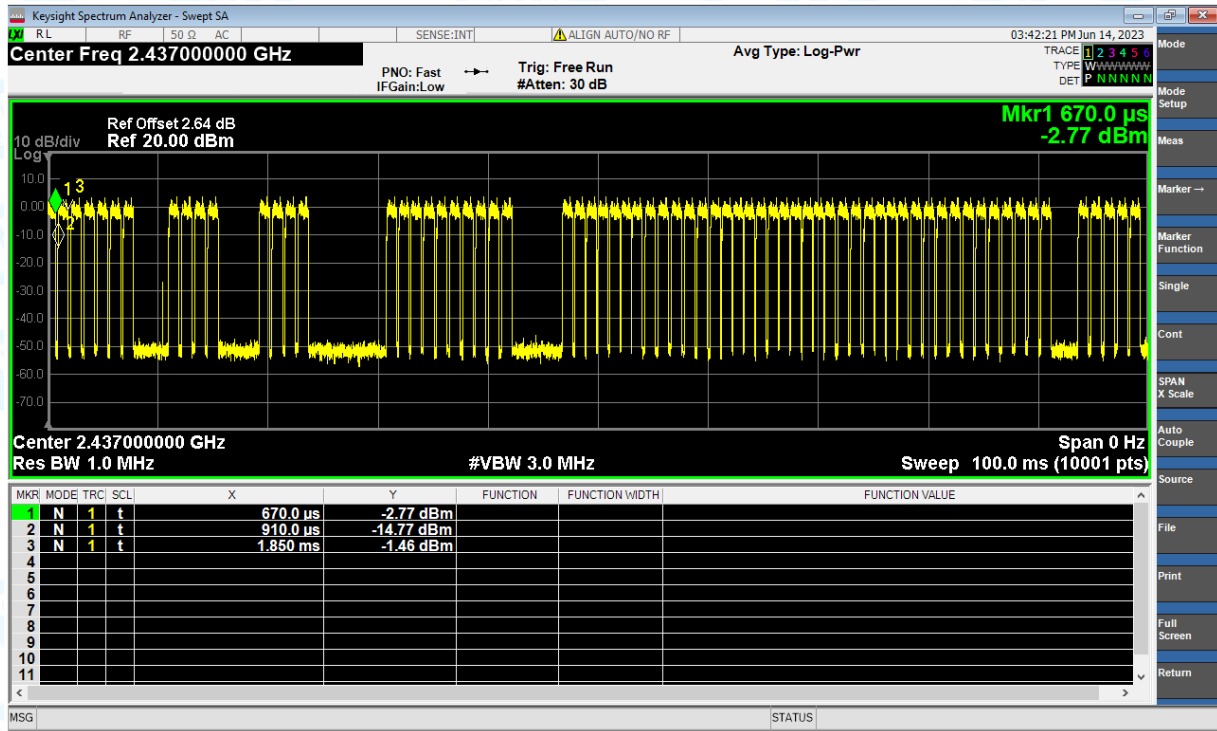 Keysight Spectrum Analyzer - Swept SA
LXI RL RF 50 Ω AC SENSE:INT ALIGN AUTO/NO RF 03:42:21 PM Jun 14, 2023
Center Freq 2.437000000 GHz
PNO: Fast
IFGain:Low
Trig: Free Run
#Atten: 30 dB
Avg Type: Log-Pwr
TRACE 1 2 3 4 5 6
TYPE WWWWWW
DET P N N N N N
Mkr1 670.0 µs
-2.77 dBm
Ref Offset 2.64 dB
10 dB/div Ref 20.00 dBm
Log
10.0
0.00
-10.0
-20.0
-30.0
-40.0
-50.0
-60.0
-70.0
1 3
2
Center 2.437000000 GHz Span 0 Hz
Res BW 1.0 MHz #VBW 3.0 MHz Sweep 100.0 ms (10001 pts)
MKR MODE TRC SCL X Y FUNCTION FUNCTION WIDTH FUNCTION VALUE
1 N 1 t 670.0 µs -2.77 dBm
2 N 1 t 910.0 µs -14.77 dBm
3 N 1 t 1.850 ms -1.46 dBm
4
5
6
7
8
9
10
11
MSG STATUS
Mode
Mode
Setup
Meas
Marker →
Marker
Function
Single
Cont
SPAN
X Scale
Auto
Couple
Source
File
Print
Full
Screen
Return